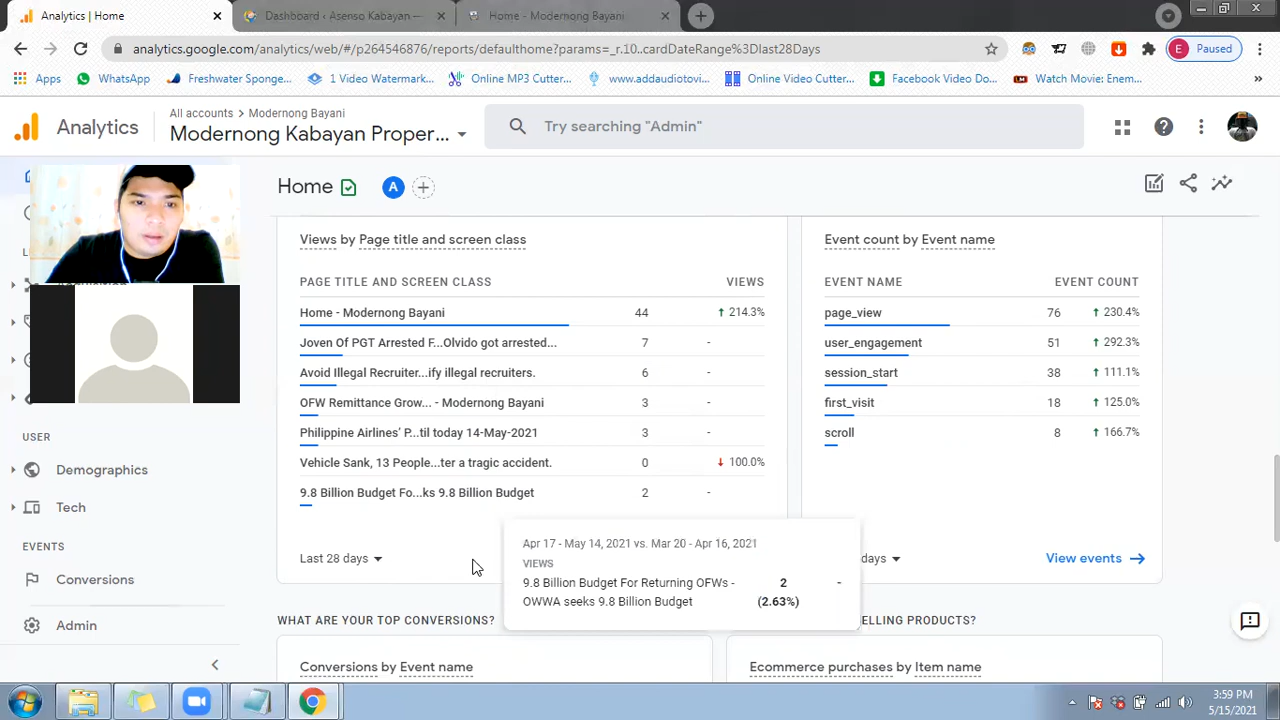 Analytics | Home
Dashboard ‹ Asenso Kabayan —
Home - Modernong Bayani
analytics.google.com/analytics/web/#/p264546876/reports/defaulthome?params=_r.10..cardDateRange%3Dlast28Days
E Paused
Apps
WhatsApp
Freshwater Sponge...
1 Video Watermark...
Online MP3 Cutter...
www.addaudiotovi...
Online Video Cutter...
Facebook Video Do...
Watch Movie: Enem...
»
Analytics
All accounts > Modernong Bayani
Modernong Kabayan Proper...
Try searching "Admin"
Home
A
Views by Page title and screen class
PAGE TITLE AND SCREEN CLASS VIEWS
Home - Modernong Bayani 44 ↑ 214.3%
Joven Of PGT Arrested F...Olvido got arrested... 7 -
Avoid Illegal Recruiter...ify illegal recruiters. 6 -
OFW Remittance Grow... - Modernong Bayani 3 -
Philippine Airlines' P...til today 14-May-2021 3 -
Vehicle Sank, 13 People...ter a tragic accident. 0 ↓ 100.0%
9.8 Billion Budget Fo...ks 9.8 Billion Budget 2 -
Last 28 days
Event count by Event name
EVENT NAME EVENT COUNT
page_view 76 ↑ 230.4%
user_engagement 51 ↑ 292.3%
session_start 38 ↑ 111.1%
first_visit 18 ↑ 125.0%
scroll 8 ↑ 166.7%
days
View events →
Apr 17 - May 14, 2021 vs. Mar 20 - Apr 16, 2021
VIEWS
9.8 Billion Budget For Returning OFWs - 2 -
OWWA seeks 9.8 Billion Budget (2.63%)
USER
Demographics
Tech
EVENTS
Conversions
Admin
WHAT ARE YOUR TOP CONVERSIONS?
ELLING PRODUCTS?
Conversions by Event name
Ecommerce purchases by Item name
3:59 PM
5/15/2021